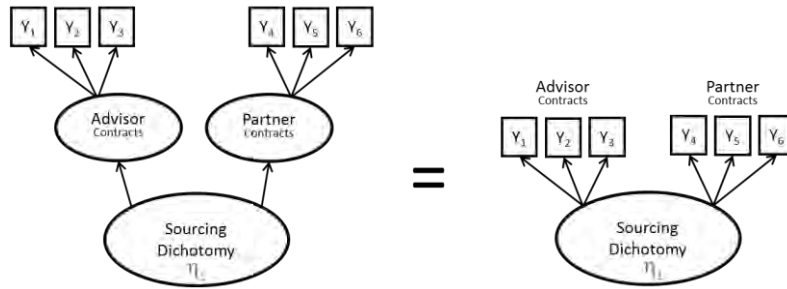 Y₁ Y₂ Y₃ Y₄ Y₅ Y₆
Advisor
Contracts
Partner
Contracts
Sourcing
Dichotomy
η₁
=
Advisor
Contracts
Partner
Contracts
Y₁ Y₂ Y₃ Y₄ Y₅ Y₆
Sourcing
Dichotomy
η₁